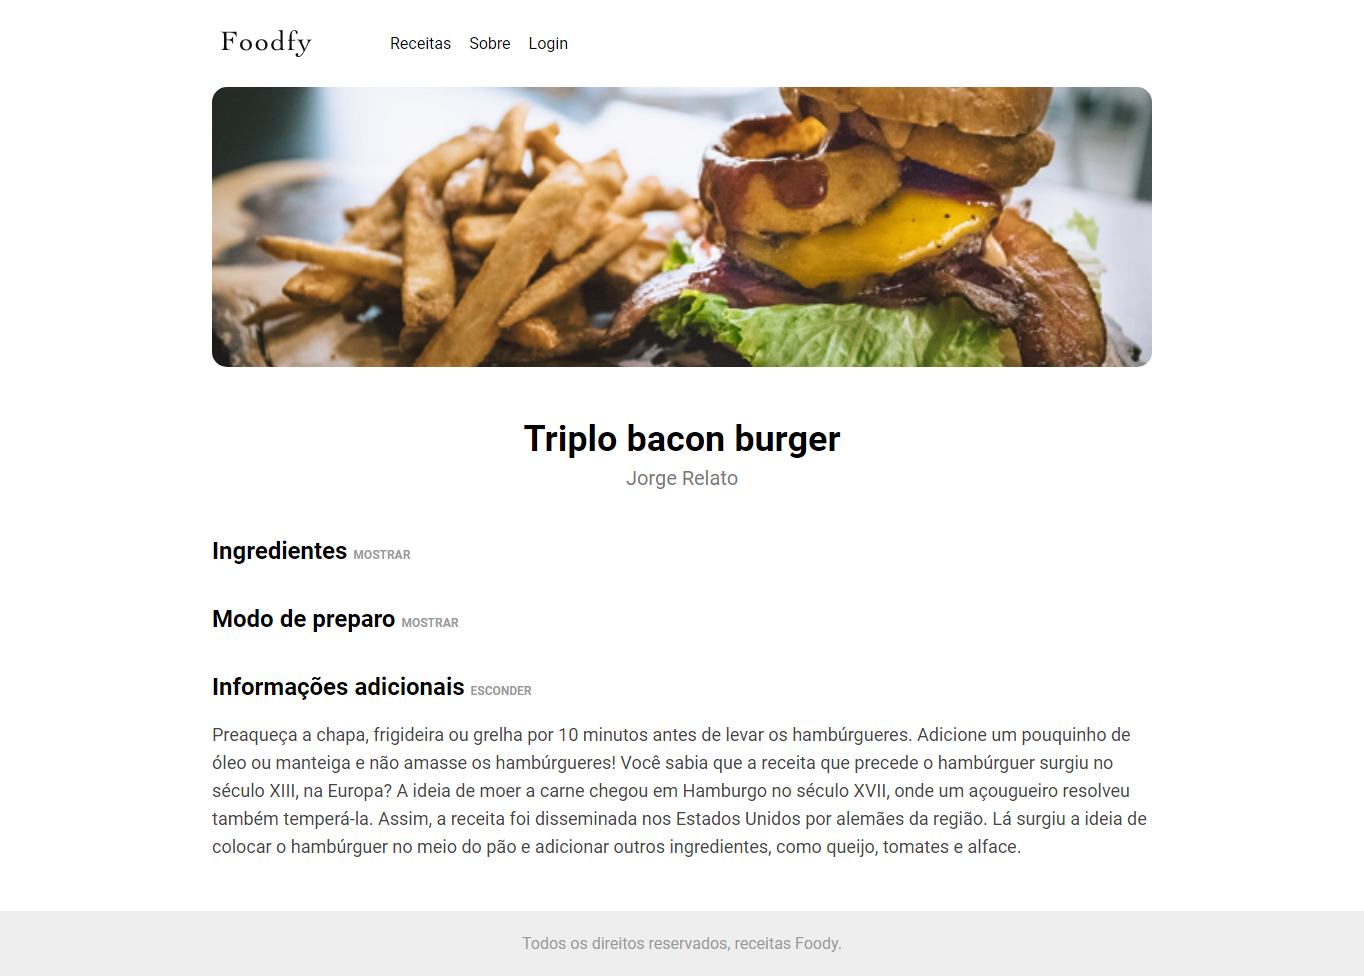 Foodfy
Receitas Sobre Login
Triplo bacon burger
Jorge Relato
Ingredientes MOSTRAR
Modo de preparo MOSTRAR
Informações adicionais ESCONDER
Preaqueça a chapa, frigideira ou grelha por 10 minutos antes de levar os hambúrgueres. Adicione um pouquinho de
óleo ou manteiga e não amasse os hambúrgueres! Você sabia que a receita que precede o hambúrguer surgiu no
século XIII, na Europa? A ideia de moer a carne chegou em Hamburgo no século XVII, onde um açougueiro resolveu
também temperá-la. Assim, a receita foi disseminada nos Estados Unidos por alemães da região. Lá surgiu a ideia de
colocar o hambúrguer no meio do pão e adicionar outros ingredientes, como queijo, tomates e alface.
Todos os direitos reservados, receitas Foody.